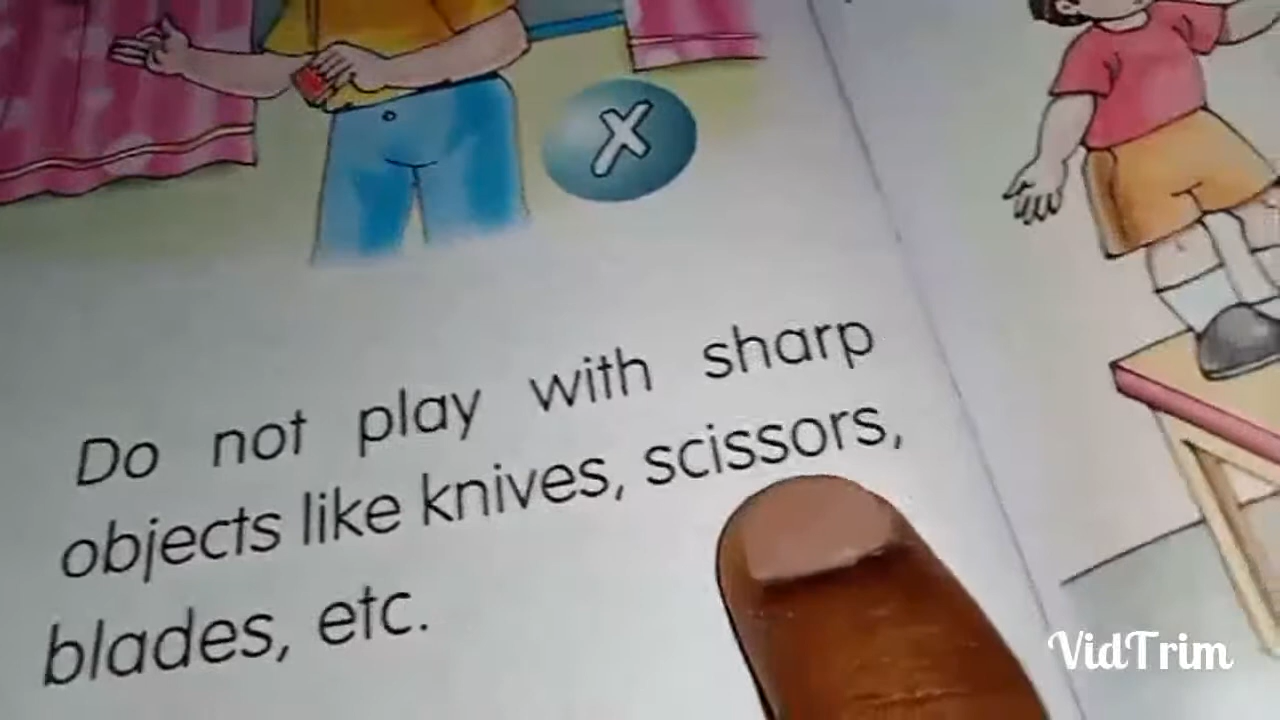 X
Do not play with sharp
objects like knives, scissors,
blades, etc.
VidTrim